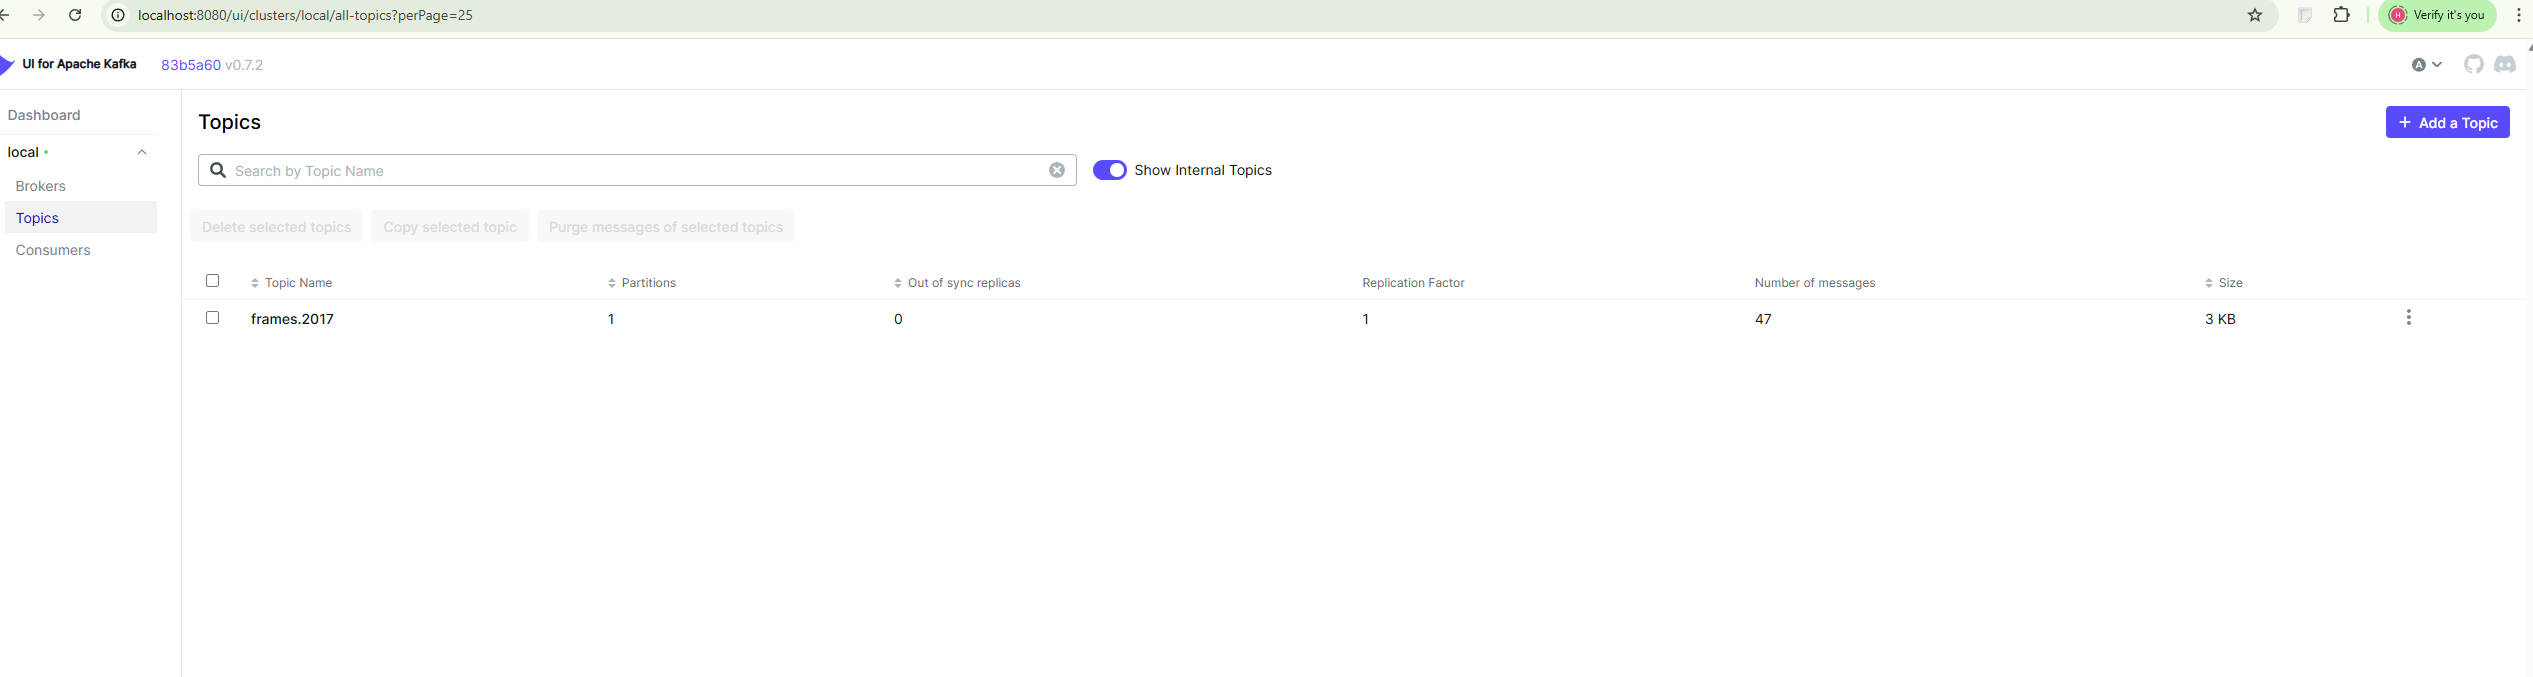 localhost:8080/ui/clusters/local/all-topics?perPage=25
H Verify it's you
UI for Apache Kafka 83b5a60 v0.7.2
A
Dashboard
local
Brokers
Topics
Consumers
Topics
+ Add a Topic
Search by Topic Name
Show Internal Topics
Delete selected topics Copy selected topic Purge messages of selected topics
Topic Name Partitions Out of sync replicas Replication Factor Number of messages Size
frames.2017 1 0 1 47 3 KB